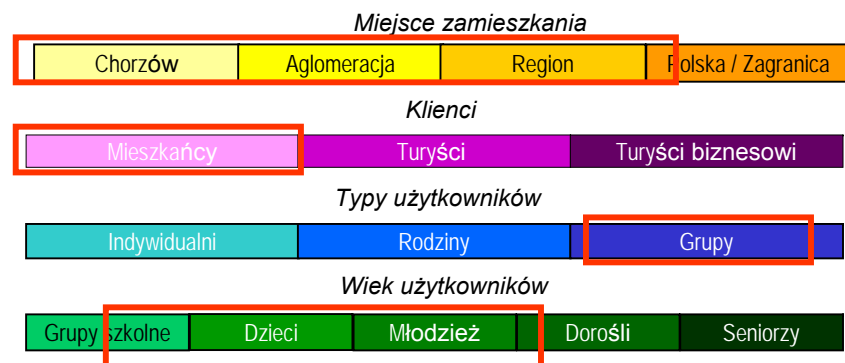 Miejsce zamieszkania
Chorzów Aglomeracja Region Polska / Zagranica
Klienci
Mieszkańcy Turyści Turyści biznesowi
Typy użytkowników
Indywidualni Rodziny Grupy
Wiek użytkowników
Grupy szkolne Dzieci Młodzież Dorośli Seniorzy